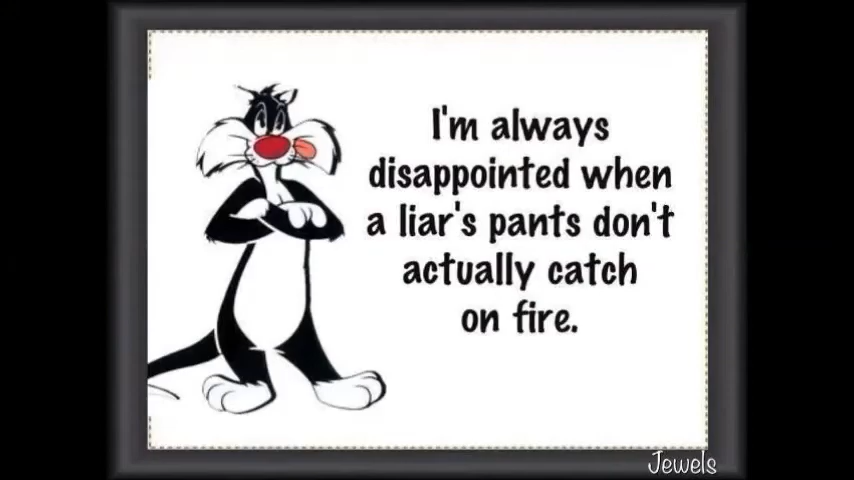 I'm always
disappointed when
a liar's pants don't
actually catch
on fire.
Jewels